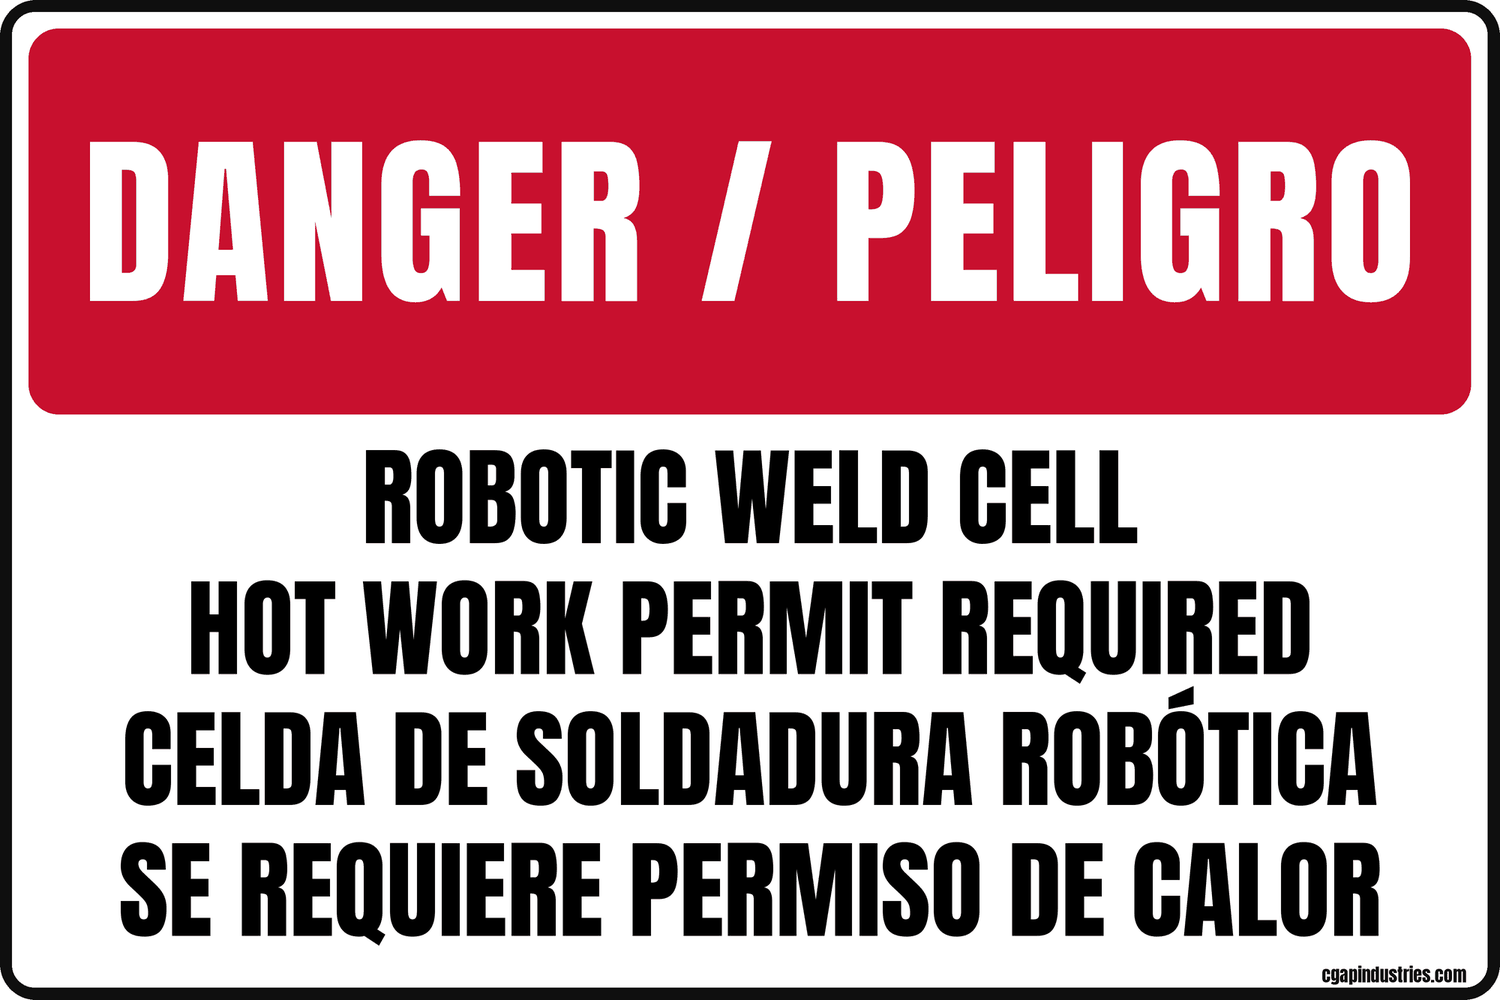 DANGER / PELIGRO
ROBOTIC WELD CELL
HOT WORK PERMIT REQUIRED
CELDA DE SOLDADURA ROBÓTICA
SE REQUIERE PERMISO DE CALOR
cgapindustries.com